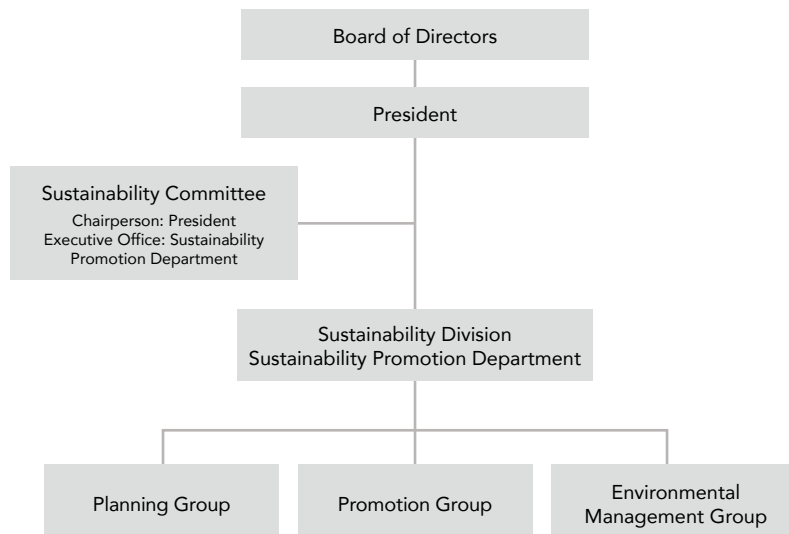 Board of Directors
President
Sustainability Committee
Chairperson: President
Executive Office: Sustainability
Promotion Department
Sustainability Division
Sustainability Promotion Department
Planning Group
Promotion Group
Environmental
Management Group